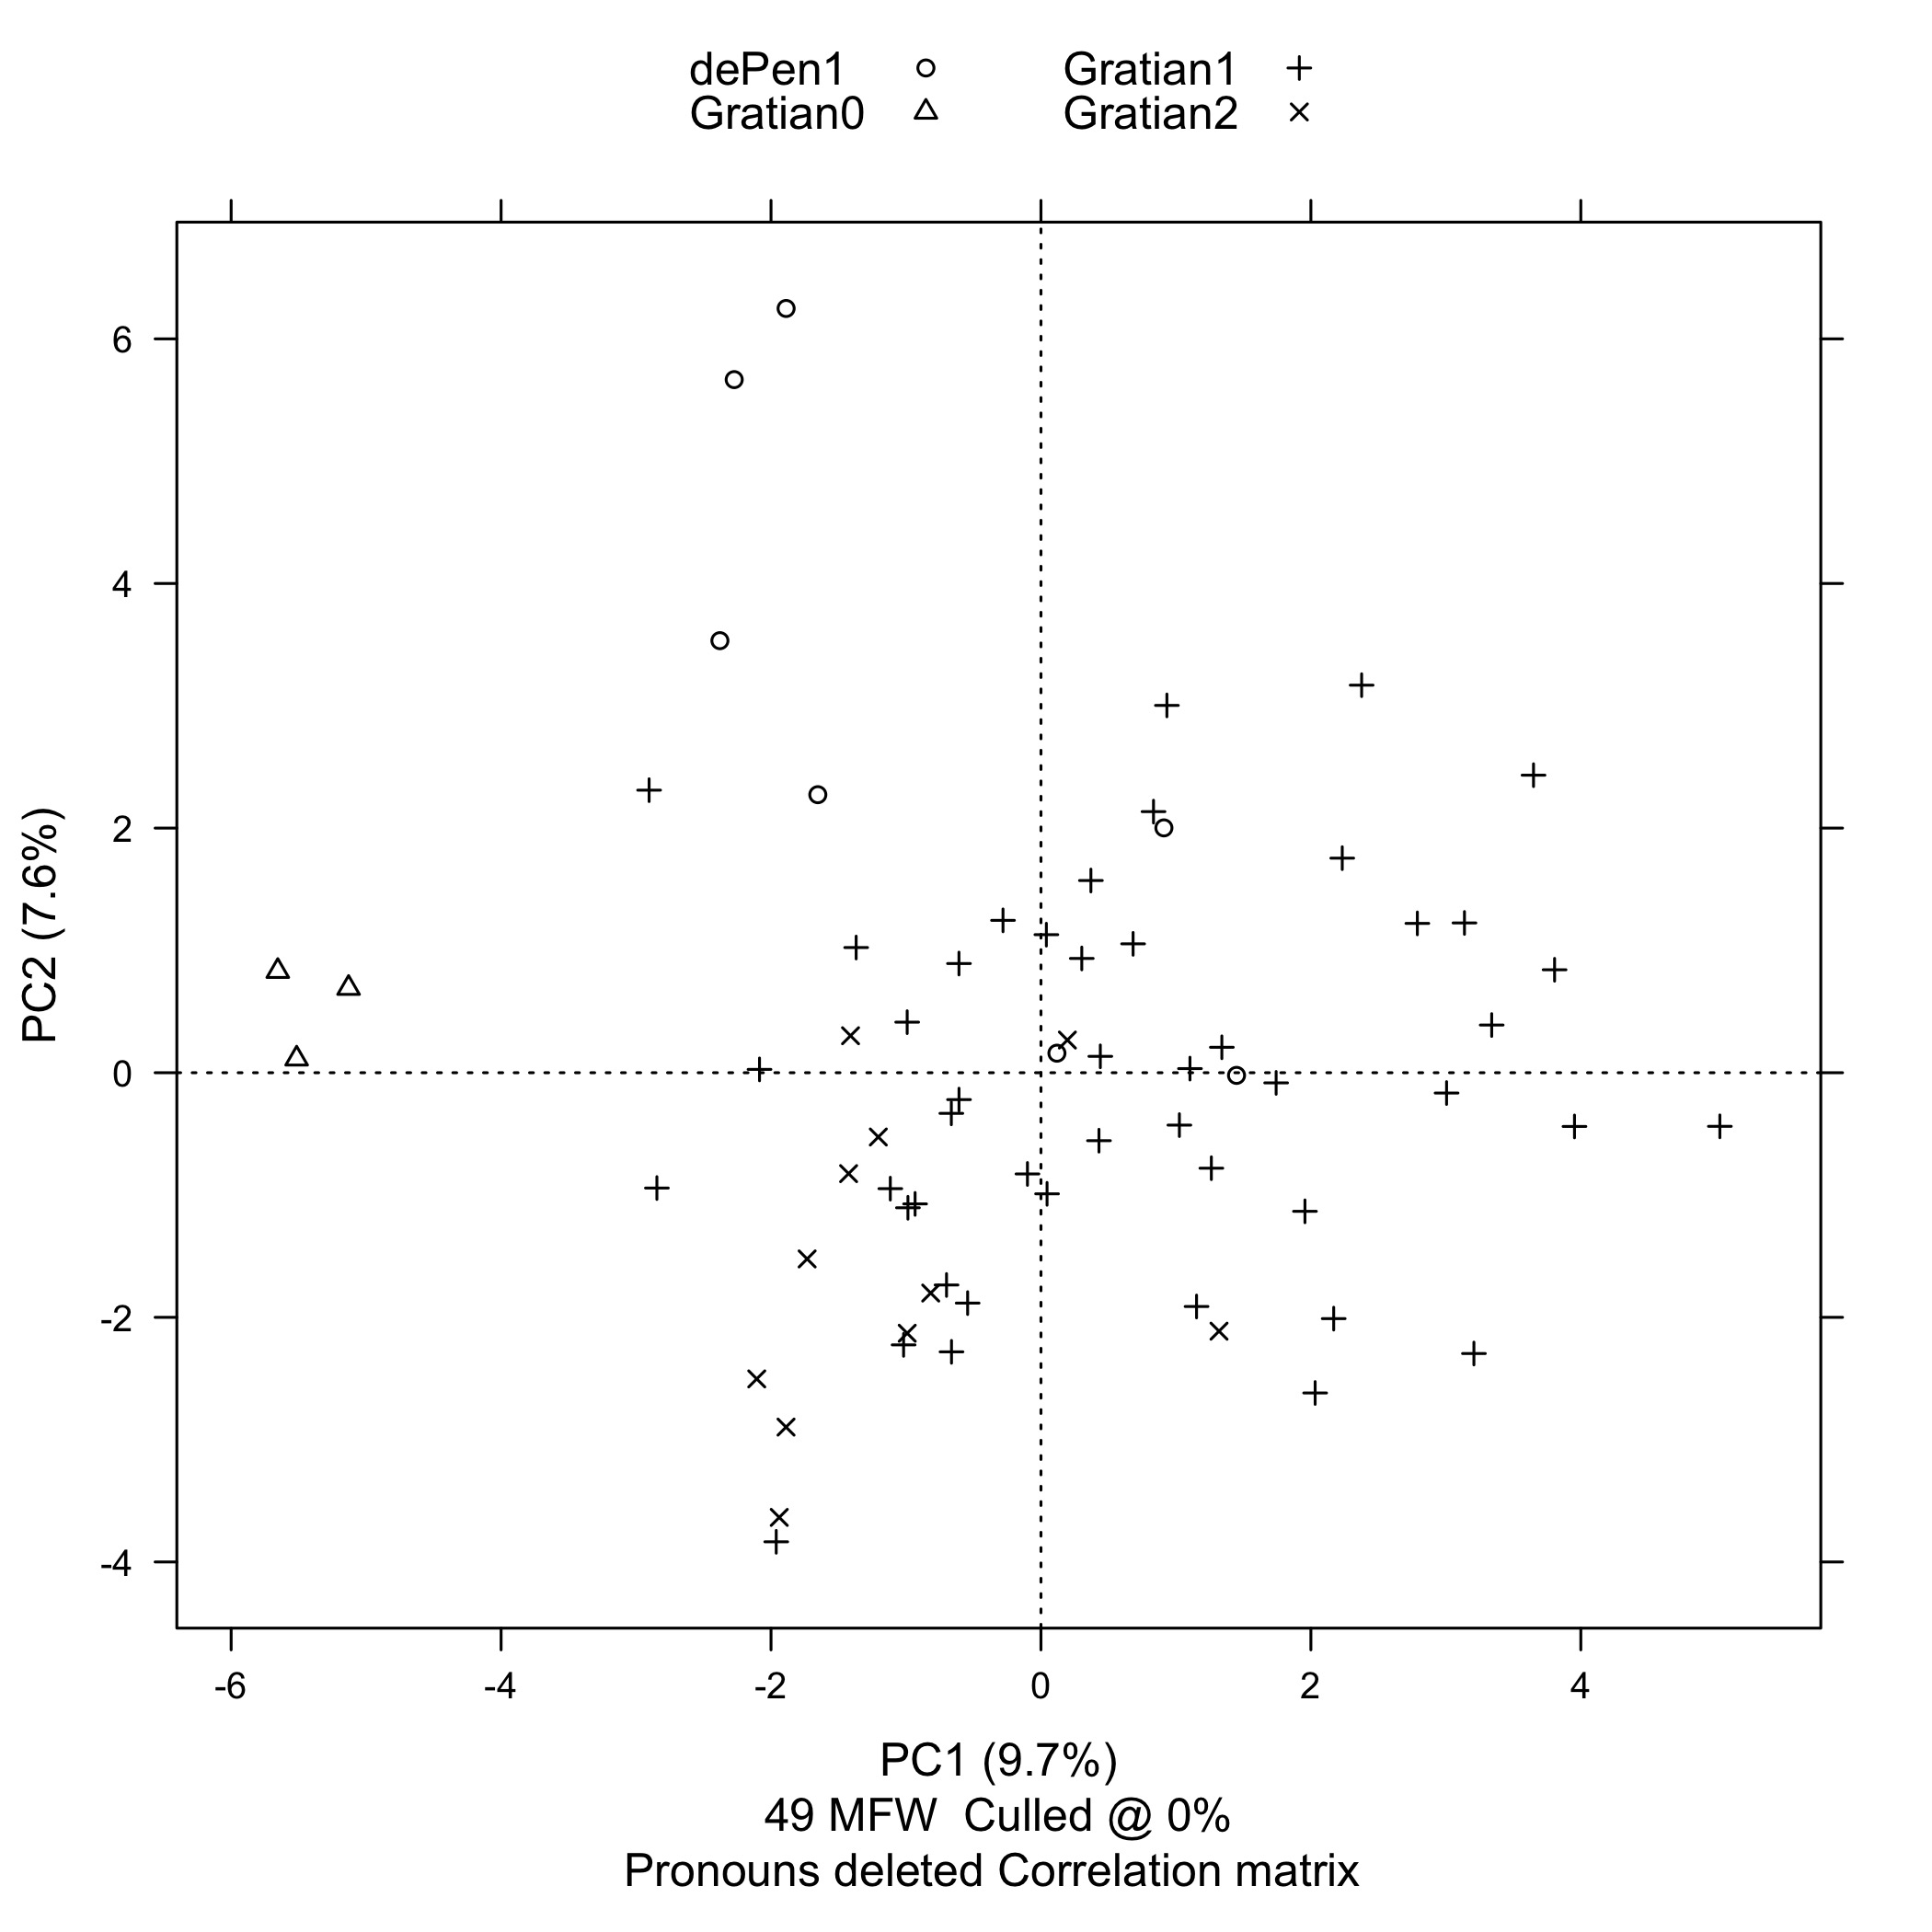 dePen1 Gratian1
Gratian0 Gratian2
6
4
2
0
-2
-4
PC2 (7.6%)
-6 -4 -2 0 2 4
PC1 (9.7%)
49 MFW  Culled @ 0%
Pronouns deleted Correlation matrix